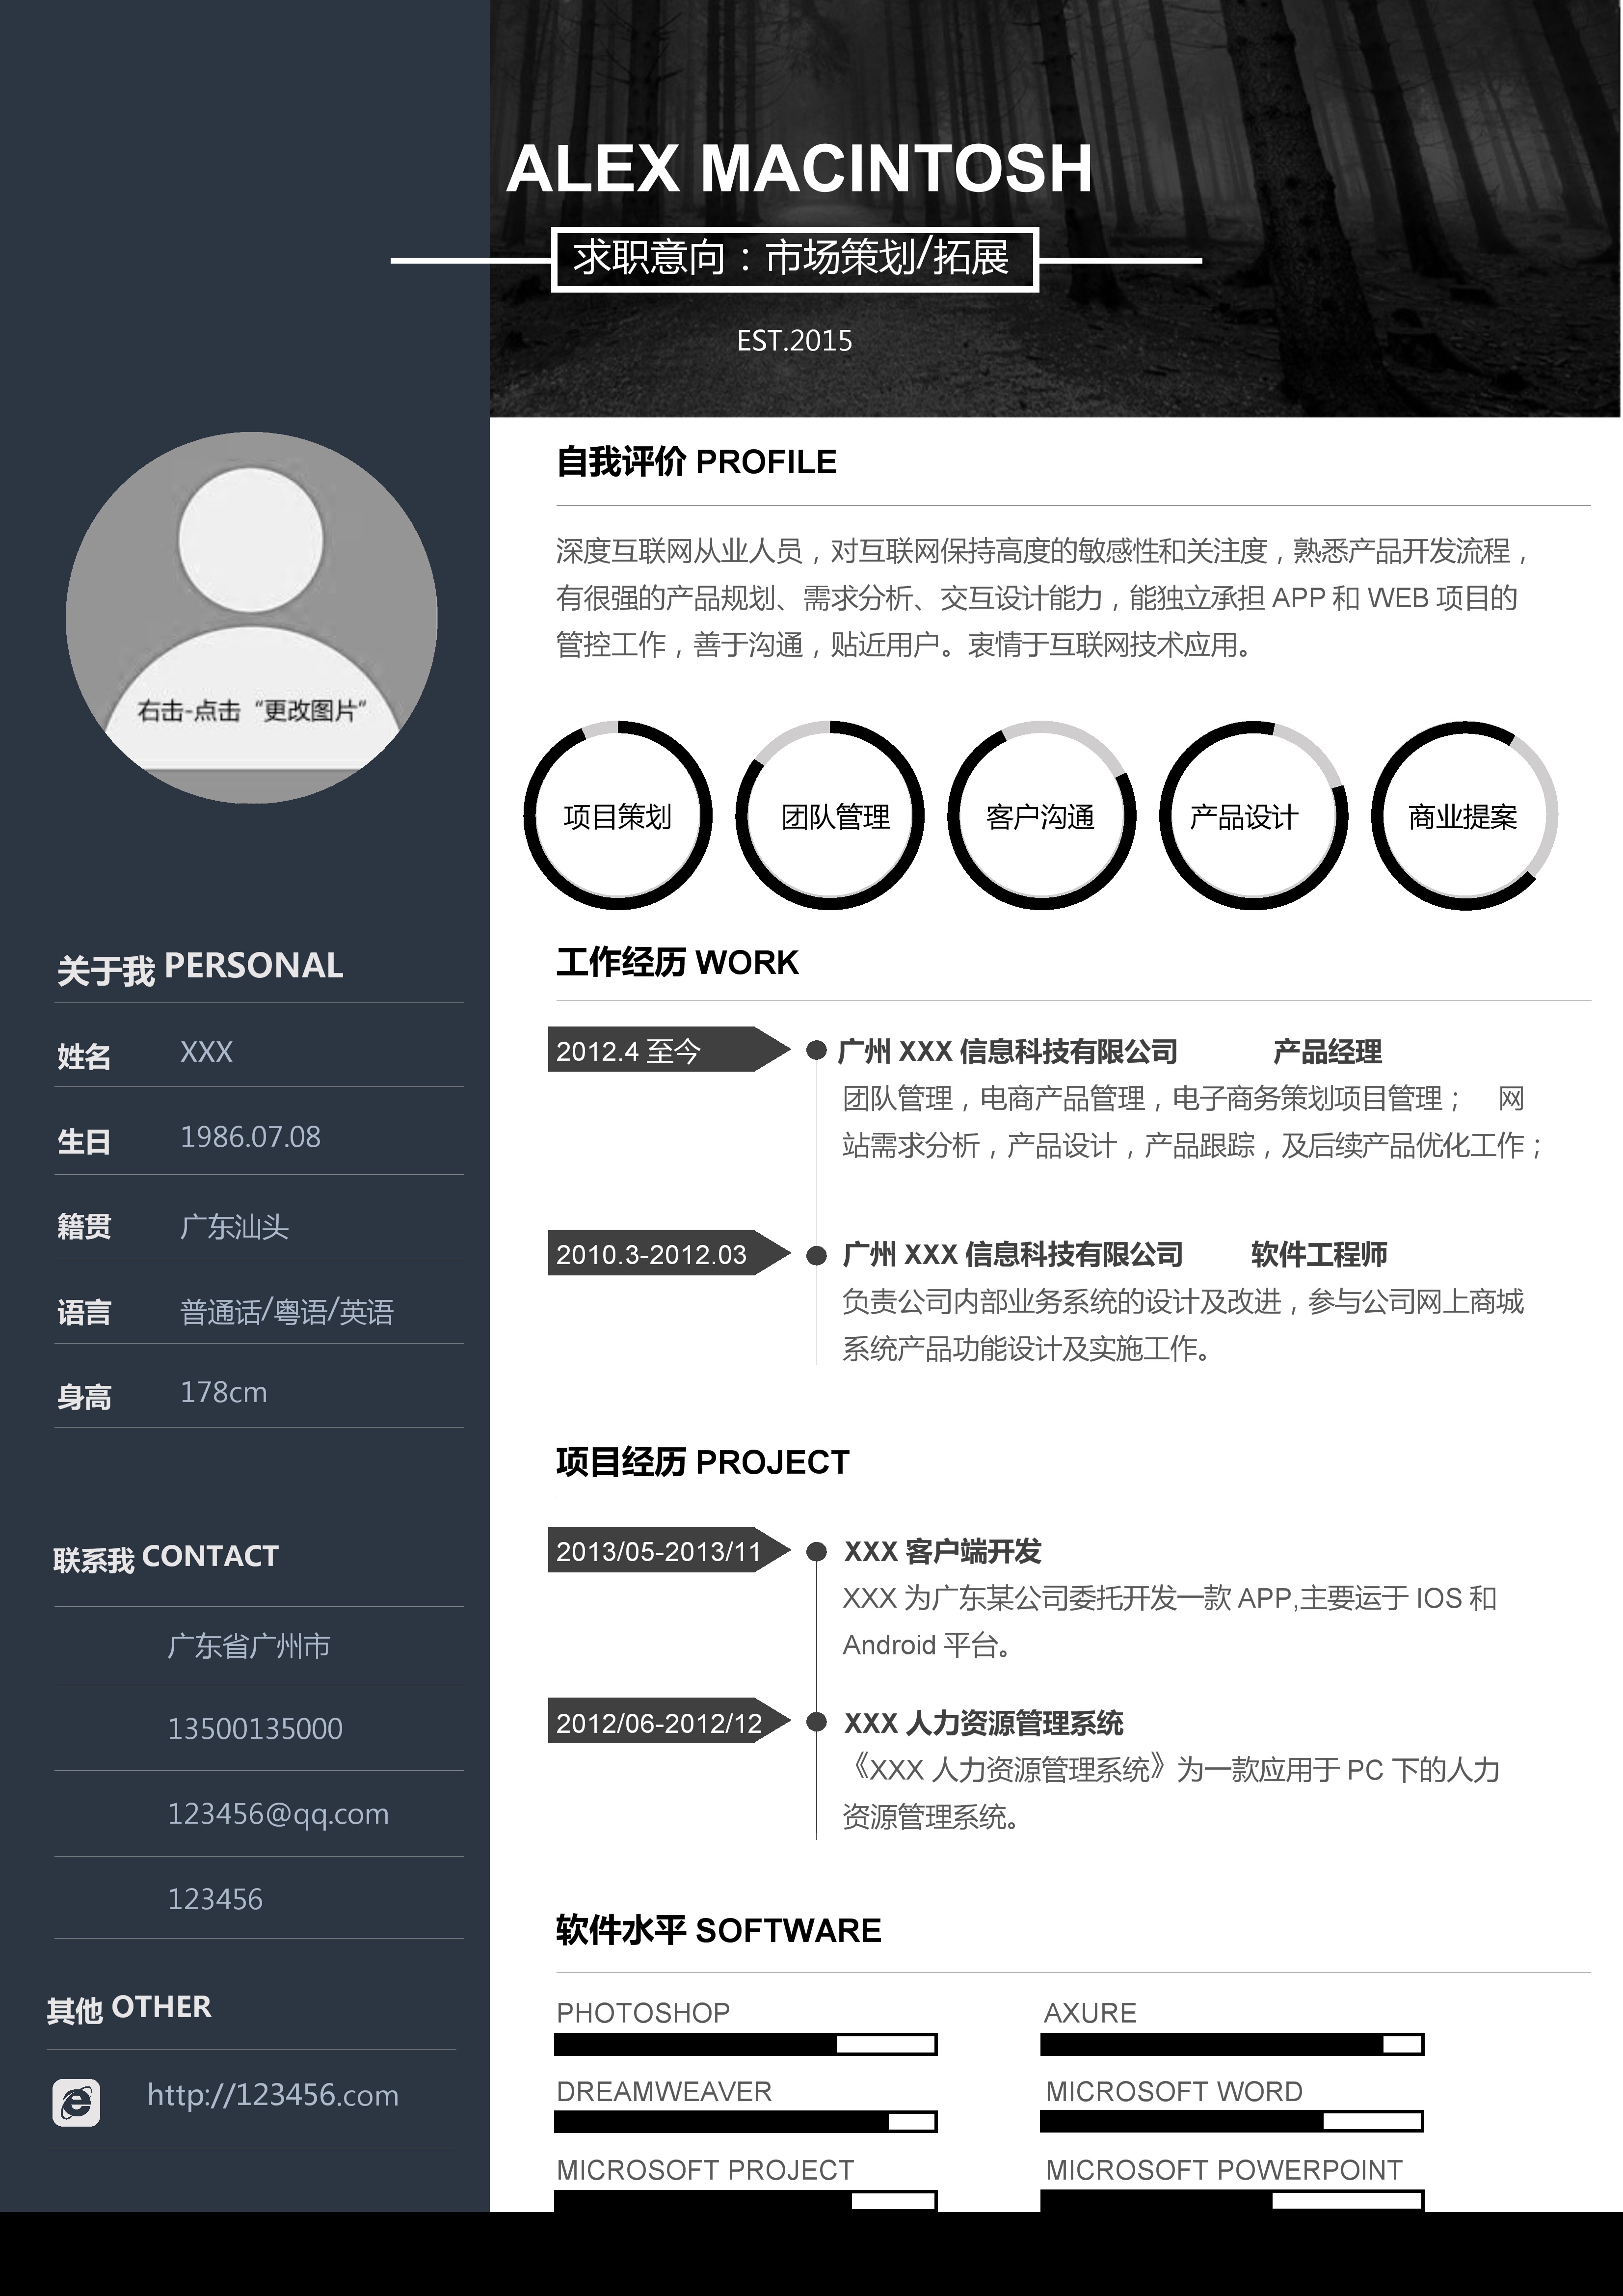 ALEX MACINTOSH
求职意向：市场策划/拓展
EST.2015
右击-点击“更改图片”
关于我 PERSONAL
姓名 XXX
生日 1986.07.08
籍贯 广东汕头
语言 普通话/粤语/英语
身高 178cm
联系我 CONTACT
广东省广州市
13500135000
123456@qq.com
123456
其他 OTHER
http://123456.com
自我评价 PROFILE
深度互联网从业人员，对互联网保持高度的敏感性和关注度，熟悉产品开发流程，
有很强的产品规划、需求分析、交互设计能力，能独立承担 APP 和 WEB 项目的
管控工作，善于沟通，贴近用户。衷情于互联网技术应用。
项目策划 团队管理 客户沟通 产品设计 商业提案
工作经历 WORK
2012.4 至今 广州 XXX 信息科技有限公司 产品经理
团队管理，电商产品管理，电子商务策划项目管理； 网
站需求分析，产品设计，产品跟踪，及后续产品优化工作；
2010.3-2012.03 广州 XXX 信息科技有限公司 软件工程师
负责公司内部业务系统的设计及改进，参与公司网上商城
系统产品功能设计及实施工作。
项目经历 PROJECT
2013/05-2013/11 XXX 客户端开发
XXX 为广东某公司委托开发一款 APP,主要运于 IOS 和
Android 平台。
2012/06-2012/12 XXX 人力资源管理系统
《XXX 人力资源管理系统》为一款应用于 PC 下的人力
资源管理系统。
软件水平 SOFTWARE
PHOTOSHOP AXURE
DREAMWEAVER MICROSOFT WORD
MICROSOFT PROJECT MICROSOFT POWERPOINT